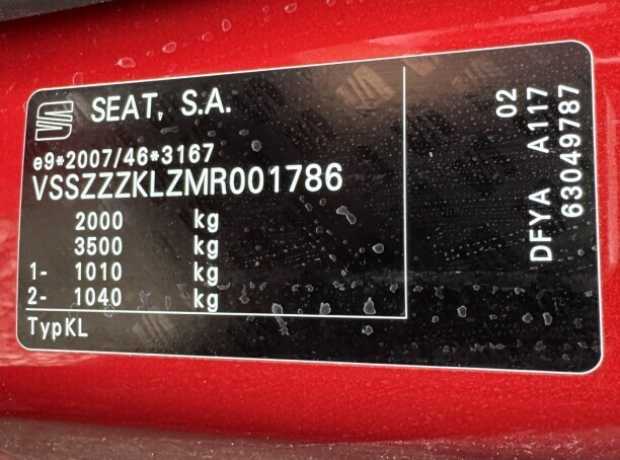 SEAT, S.A.
e9*2007/46*3167
VSSZZZKLZMR001786
2000 kg
3500 kg
1- 1010 kg
2- 1040 kg
TypKL
02
DFYA A117
63049787